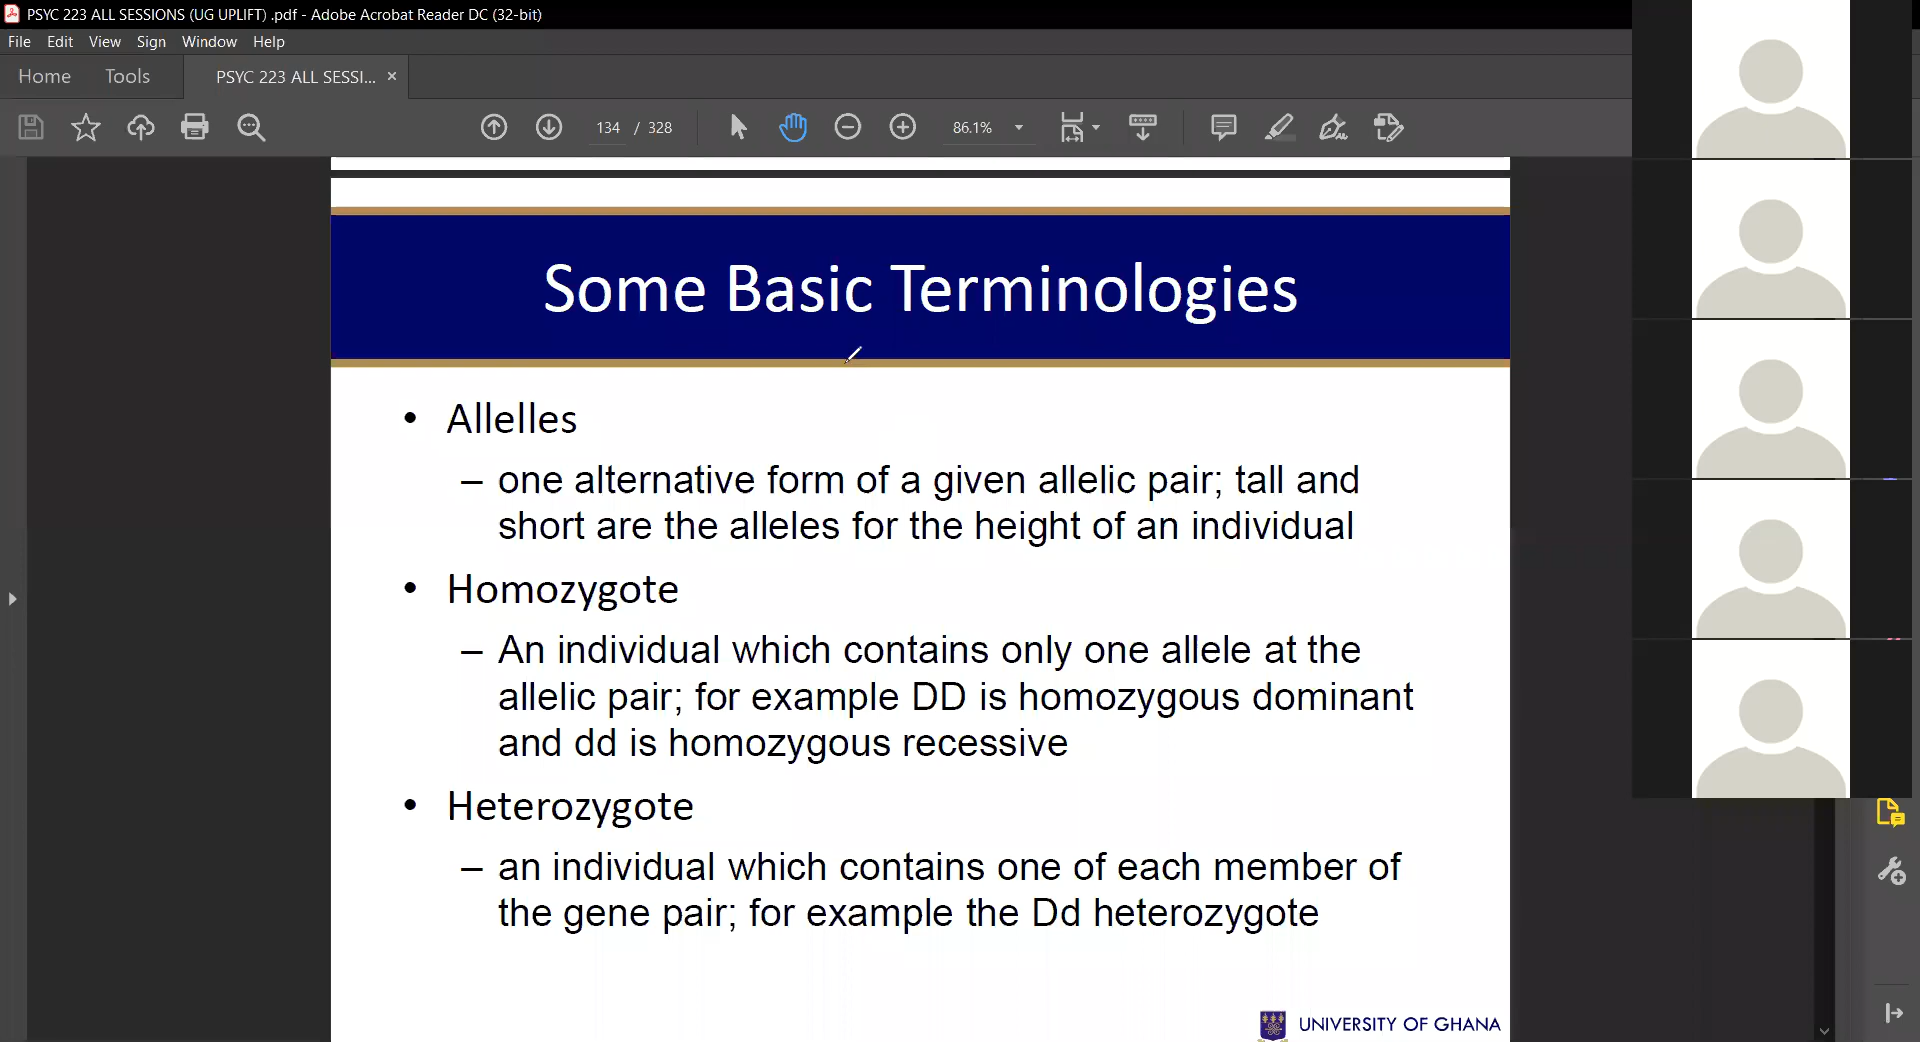 PSYC 223 ALL SESSIONS (UG UPLIFT) .pdf - Adobe Acrobat Reader DC (32-bit)
File Edit View Sign Window Help
Home Tools PSYC 223 ALL SESSI... ×
134 / 328 86.1%
Some Basic Terminologies
• Allelles
– one alternative form of a given allelic pair; tall and
short are the alleles for the height of an individual
• Homozygote
– An individual which contains only one allele at the
allelic pair; for example DD is homozygous dominant
and dd is homozygous recessive
• Heterozygote
– an individual which contains one of each member of
the gene pair; for example the Dd heterozygote
UNIVERSITY OF GHANA